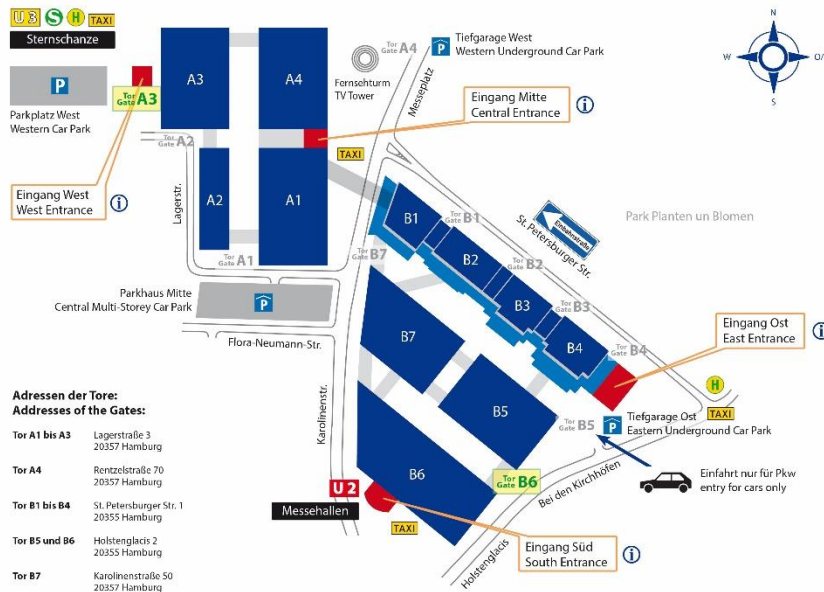 U3 S H TAXI
Sternschanze
P
Parkplatz West
Western Car Park
Tor
Gate A3
A3
A4
Tor
Gate A4
Fernsehturm
TV Tower
Messeplatz
P
Tiefgarage West
Western Underground Car Park
N
W
S
Eingang Mitte
Central Entrance
i
Tor
Gate A2
TAXI
Eingang West
West Entrance
i
Lagerstr.
A2
A1
Tor
Gate A1
B1
Tor
Gate B1
Einbahnstraße
St. Petersburger Str.
Park Planten un Blomen
Tor
Gate B7
B2
Tor
Gate B2
B3
Tor
Gate B3
B4
Tor
Gate B4
Parkhaus Mitte
Central Multi-Storey Car Park
P
Flora-Neumann-Str.
Eingang Ost
East Entrance
i
B7
Karolinenstr.
B5
H
TAXI
Tor
Gate B5
P
Tiefgarage Ost
Eastern Underground Car Park
B6
Tor
Gate B6
Einfahrt nur für Pkw
entry for cars only
Bei den Kirchhöfen
U2
Messehallen
TAXI
Holstenglacis
Eingang Süd
South Entrance
i
Adressen der Tore:
Addresses of the Gates:
Tor A1 bis A3 Lagerstraße 3
20357 Hamburg
Tor A4 Rentzelstraße 70
20357 Hamburg
Tor B1 bis B4 St. Petersburger Str. 1
20355 Hamburg
Tor B5 und B6 Holstenglacis 2
20355 Hamburg
Tor B7 Karolinenstraße 50
20357 Hamburg